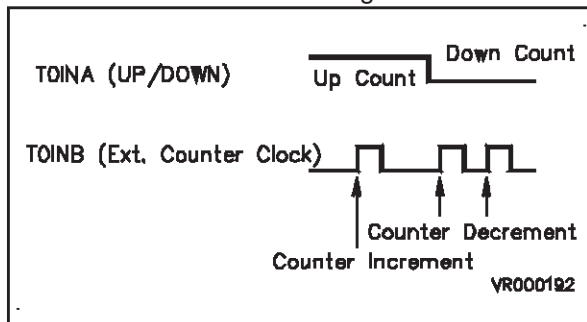 Down Count
TOINA (UP/DOWN)
Up Count
TOINB (Ext. Counter Clock)
Counter Decrement
Counter Increment
VR000192